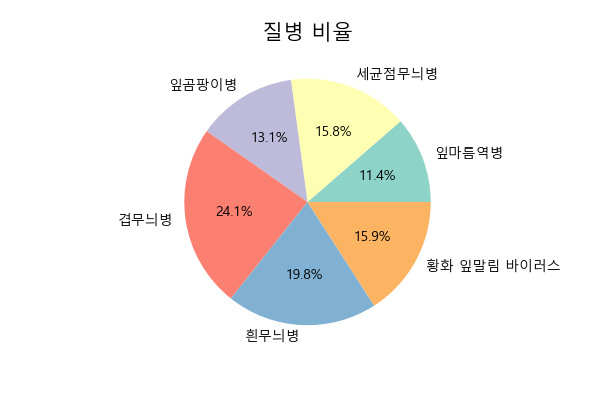 질병 비율
세균점무늬병
잎곰팡이병
15.8%
13.1%
잎마름역병
11.4%
겹무늬병
24.1%
15.9%
황화 잎말림 바이러스
19.8%
흰무늬병